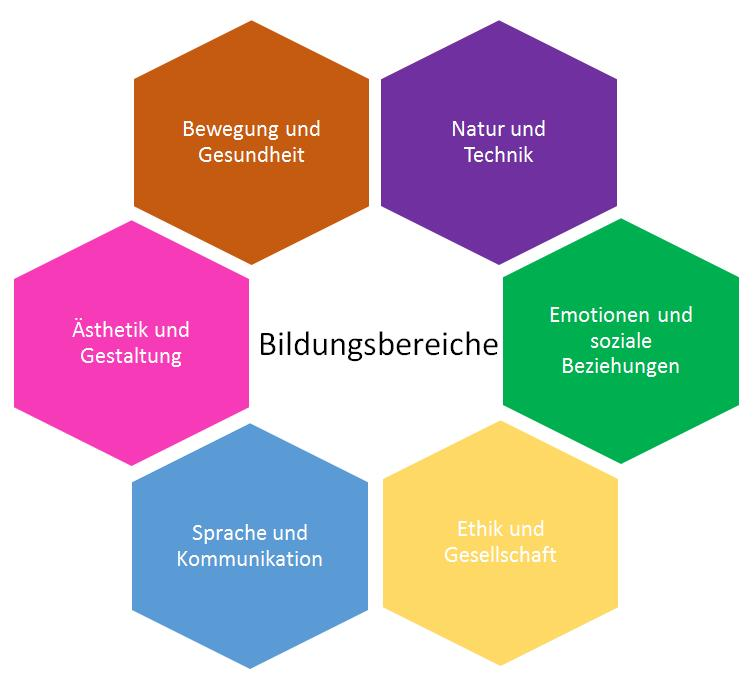 Bewegung und
Gesundheit
Natur und
Technik
Ästhetik und
Gestaltung
Bildungsbereiche
Emotionen und
soziale
Beziehungen
Sprache und
Kommunikation
Ethik und
Gesellschaft